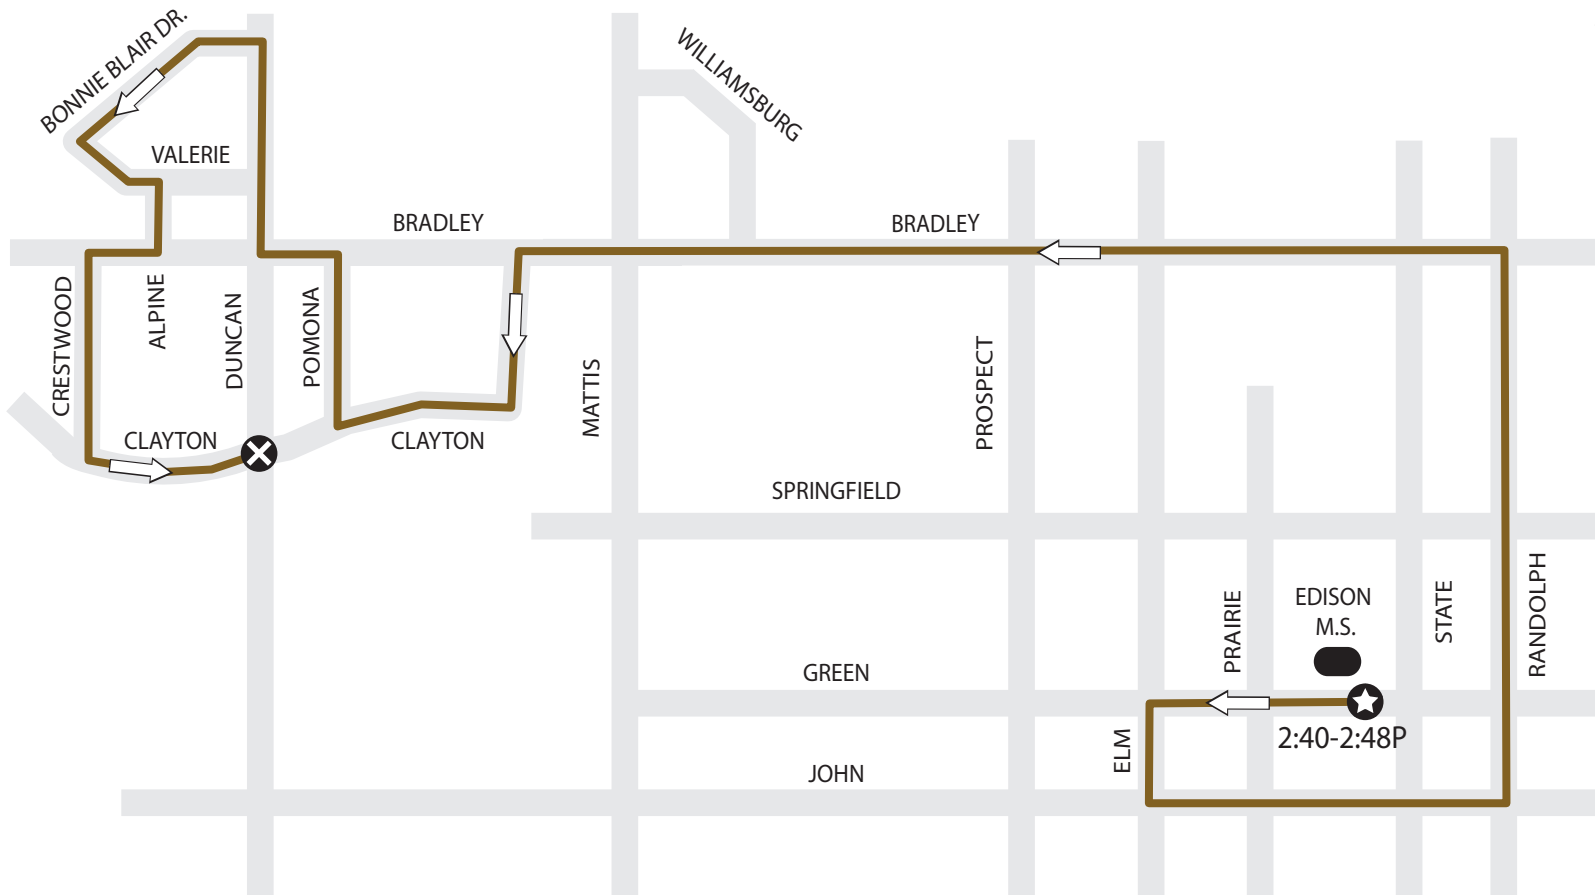 BONNIE BLAIR DR.
WILLIAMSBURG
VALERIE
BRADLEY
BRADLEY
CRESTWOOD
ALPINE
DUNCAN
POMONA
MATTIS
PROSPECT
CLAYTON
CLAYTON
SPRINGFIELD
PRAIRIE
EDISON
M.S.
STATE
RANDOLPH
GREEN
2:40-2:48P
ELM
JOHN